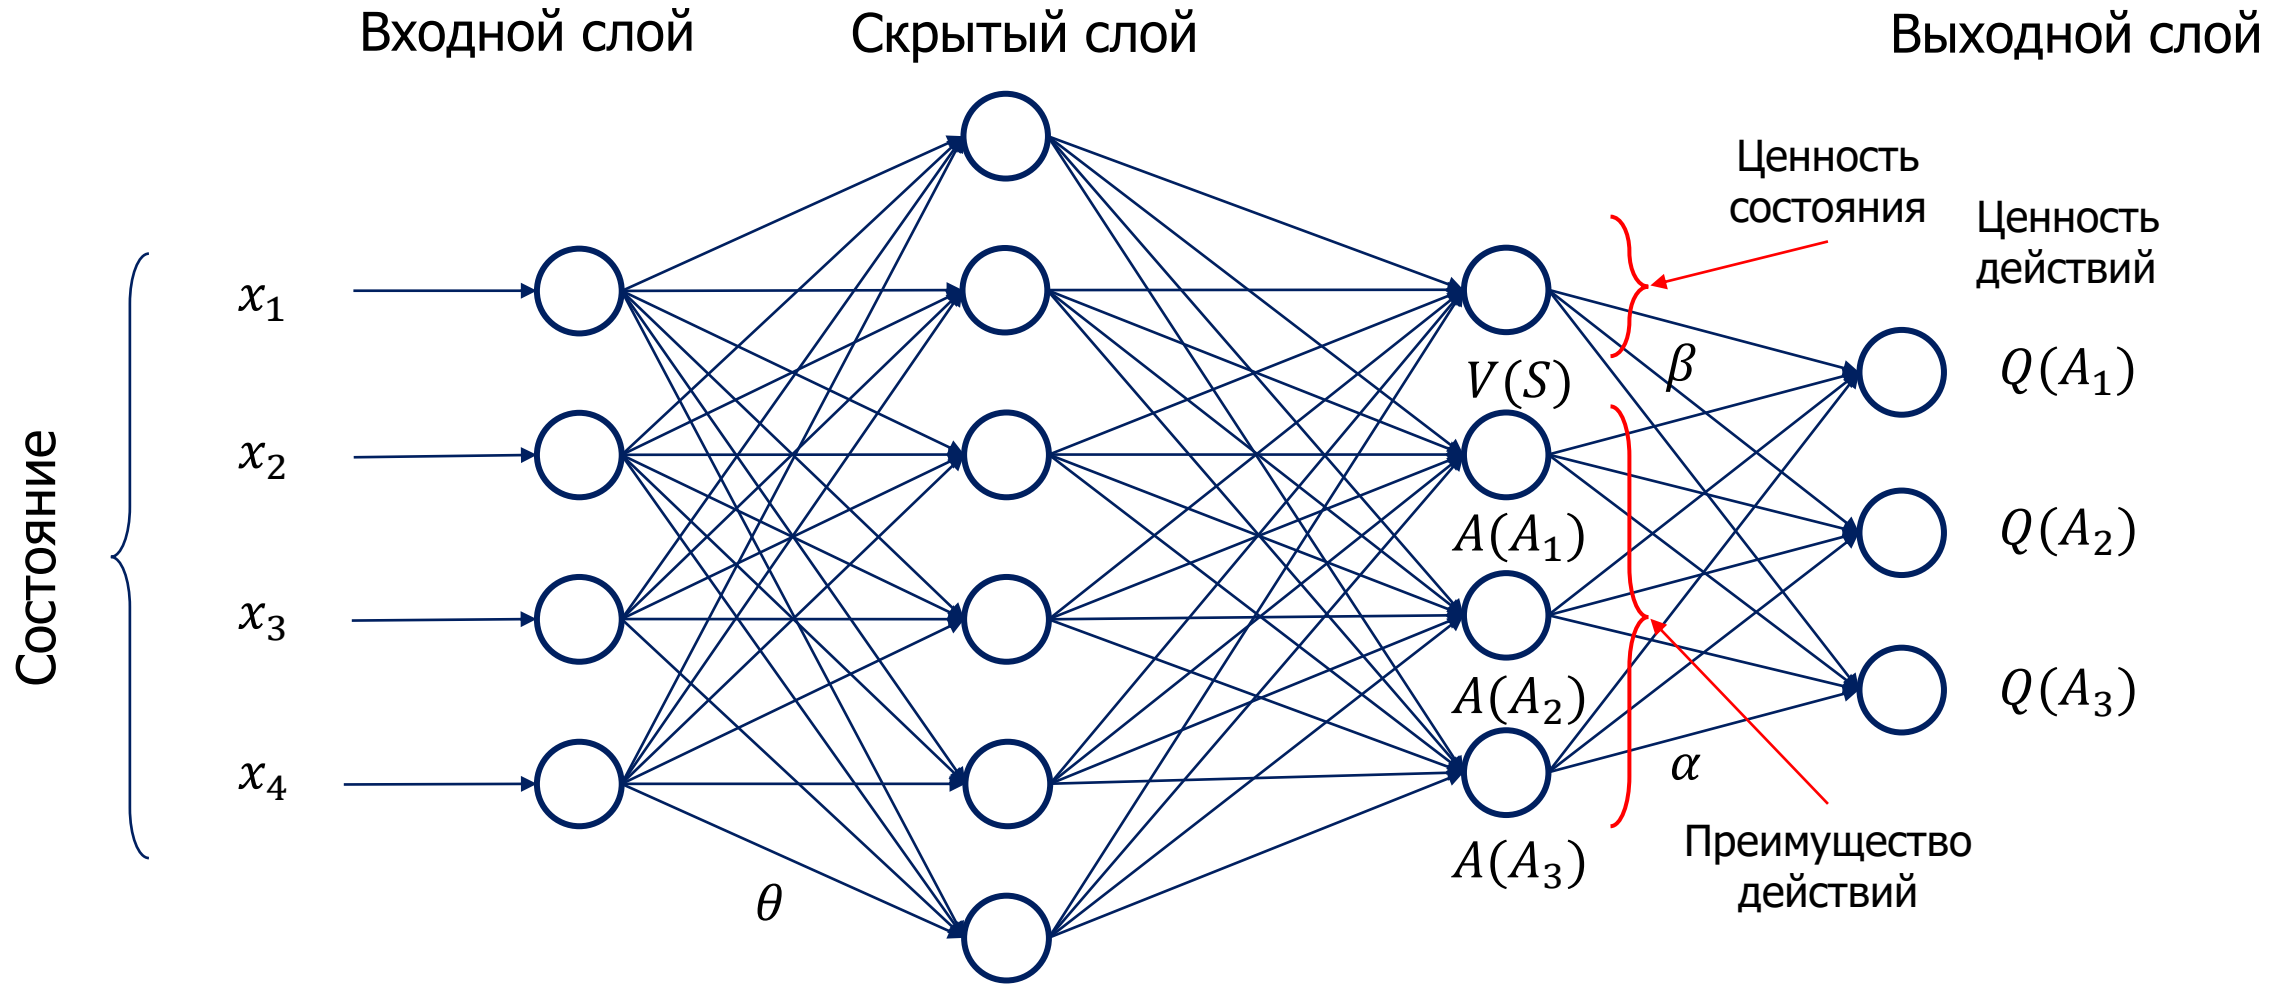 Входной слой
Скрытый слой
Выходной слой
Состояние
x₁
x₂
x₃
x₄
θ
V(S)
A(A₁)
A(A₂)
A(A₃)
Ценность
состояния
β
α
Преимущество
действий
Ценность
действий
Q(A₁)
Q(A₂)
Q(A₃)